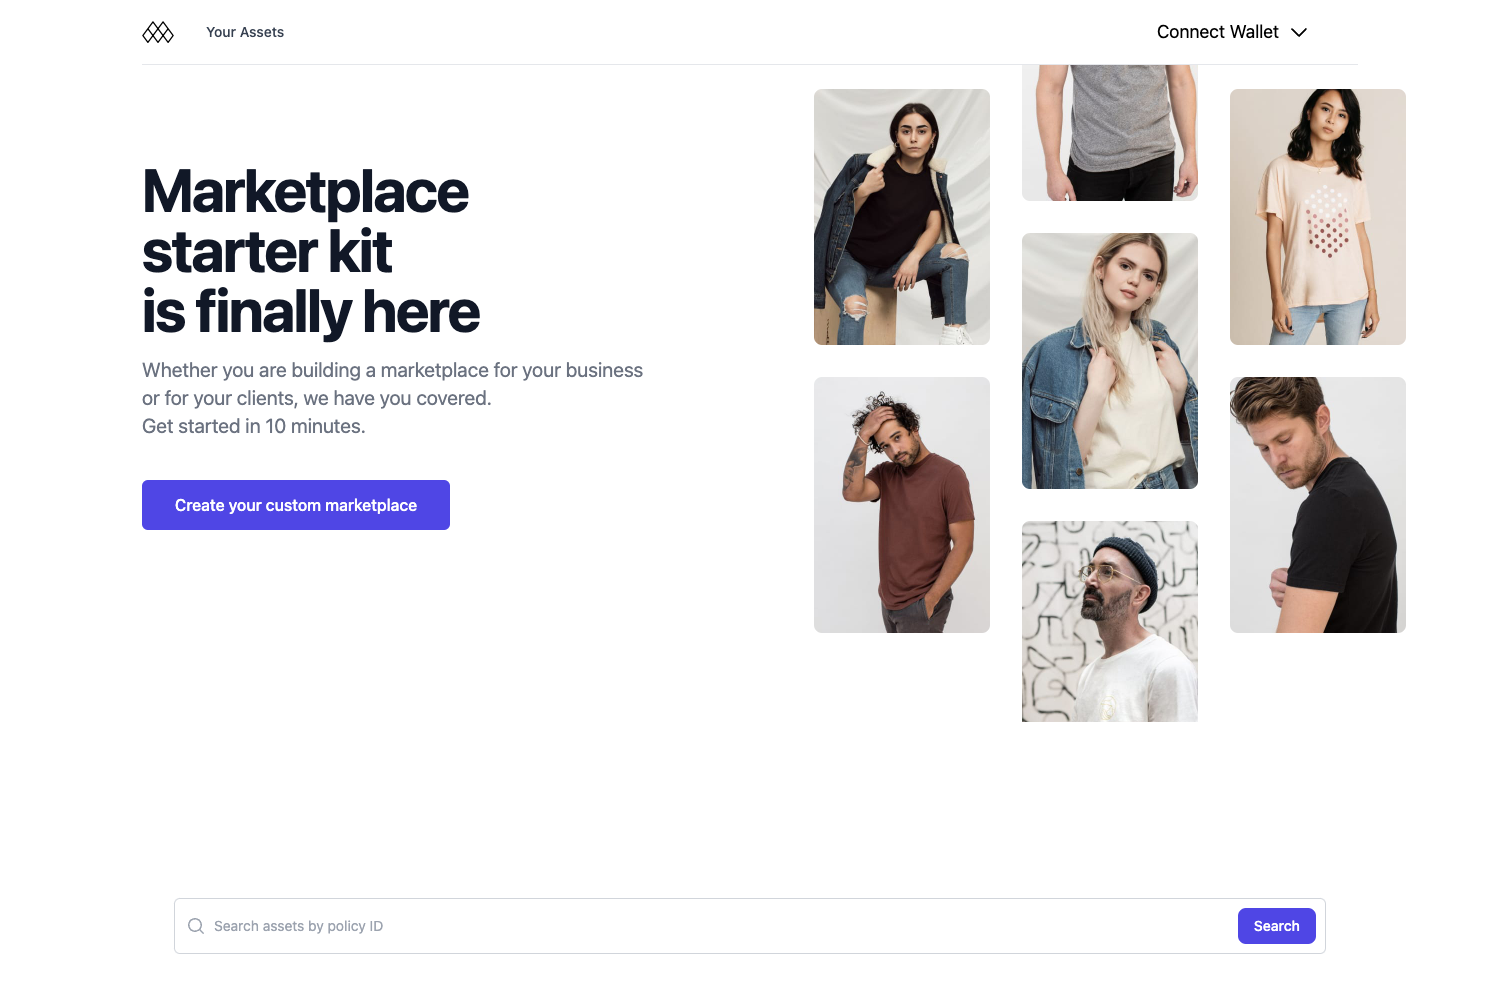 Your Assets
Connect Wallet
Marketplace
starter kit
is finally here
Whether you are building a marketplace for your business
or for your clients, we have you covered.
Get started in 10 minutes.
Create your custom marketplace
Search assets by policy ID
Search